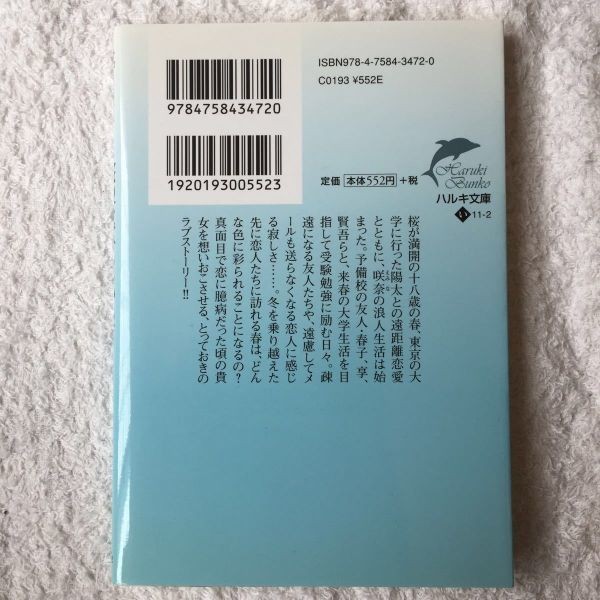 ISBN978-4-7584-3472-0
C0193 ¥552E
9784758434720
1920193005523
定価 本体552円 +税
Haruki
Bunko
ハルキ文庫
い 11-2
桜が満開の十八歳の春、東京の大
学に行った陽太との遠距離恋愛
とともに、咲奈の浪人生活は始
まった。予備校の友人・春子、享、
賢吾らと、来春の大学生活を目
指して受験勉強に励む日々。疎
遠になる友人たちや、遠慮してメ
ールも送らなくなる恋人に感じ
る寂しさ……。冬を乗り越えた
先に恋人たちに訪れる春は、どん
な色に彩られることになるの？
真面目で恋に臆病だった頃の貴
女を想いおこさせる、とっておきの
ラブストーリー!!